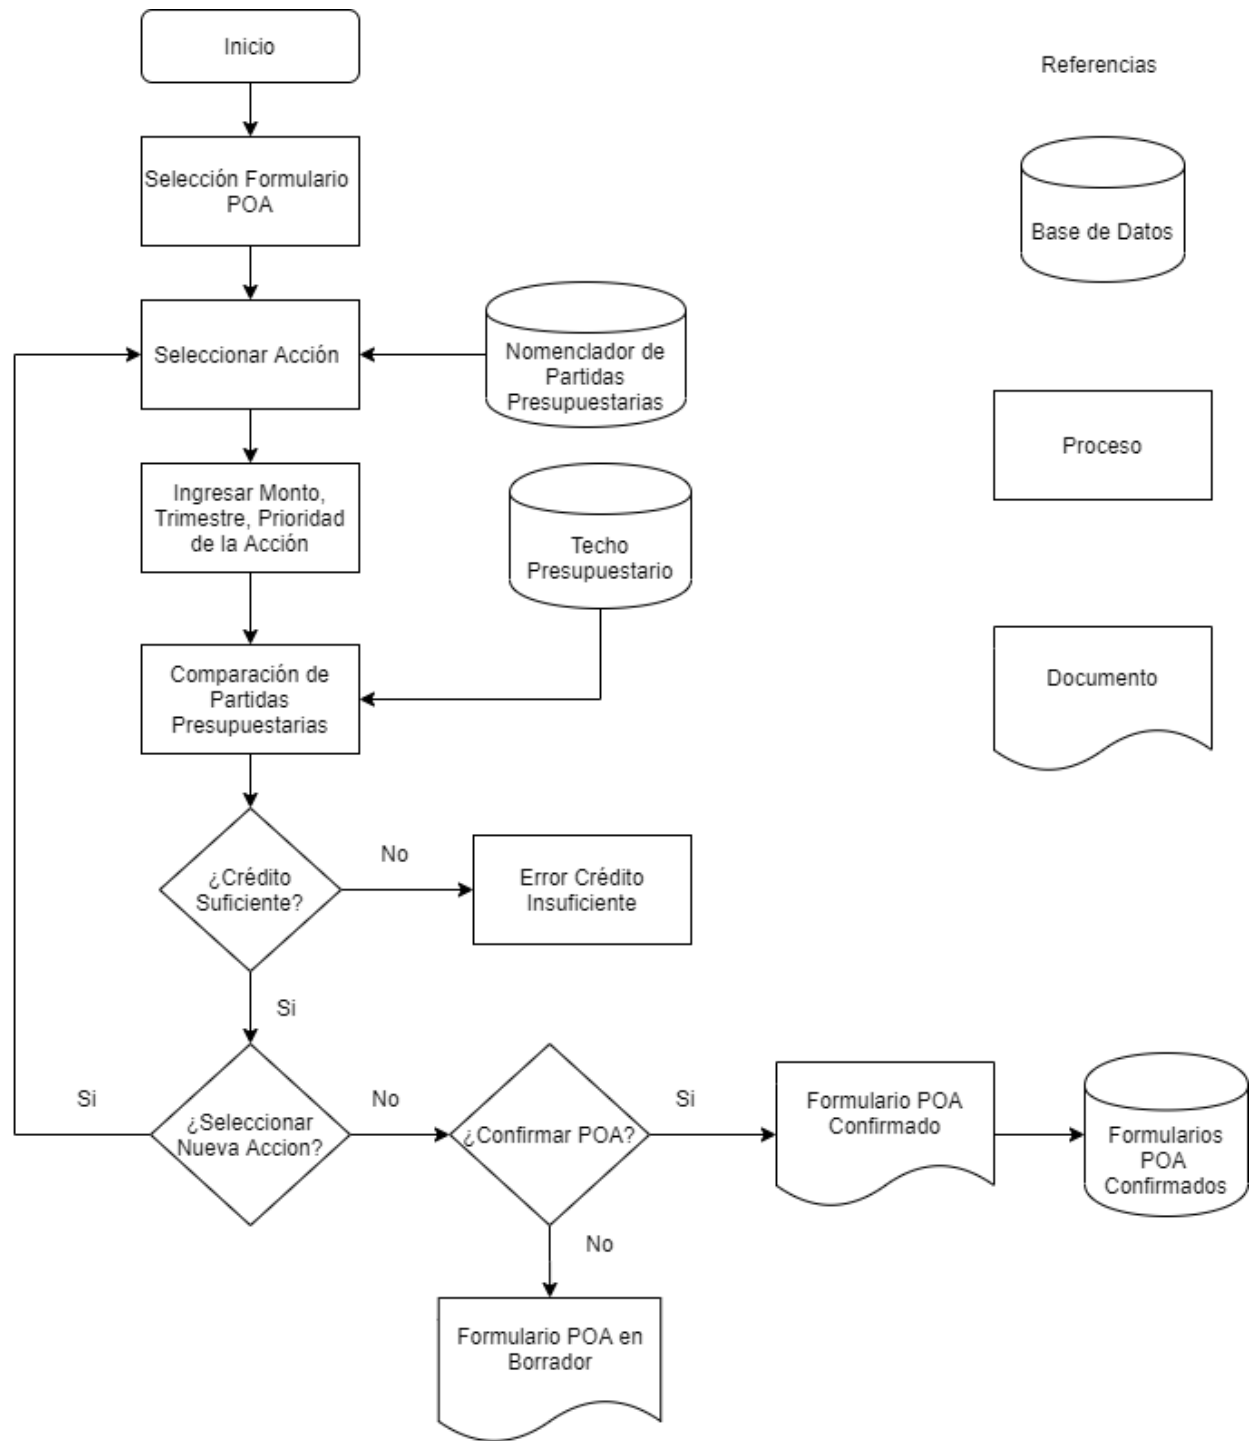 Inicio
Referencias
Selección Formulario
POA
Base de Datos
Seleccionar Acción
Nomenclador de
Partidas
Presupuestarias
Proceso
Ingresar Monto,
Trimestre, Prioridad
de la Acción
Techo
Presupuestario
Comparación de
Partidas
Presupuestarias
Documento
¿Crédito
Suficiente?
No
Error Crédito
Insuficiente
Si
Si
¿Seleccionar
Nueva Accion?
No
¿Confirmar POA?
Si
Formulario POA
Confirmado
Formularios
POA
Confirmados
No
Formulario POA en
Borrador